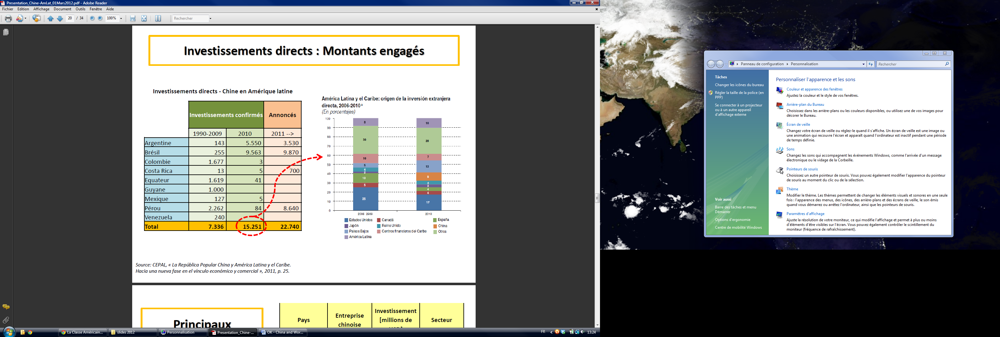 Presentation_Chine-AmLat_01Mars2012.pdf - Adobe Reader
Fichier Edition Affichage Document Outils Fenêtre Aide
20 / 34 100% Rechercher
Investissements directs : Montants engagés
Investissements directs - Chine en Amérique latine
Investissements confirmés Annoncés
1990-2009 2010 2011 -->
Argentine 143 5.550 3.530
Brésil 255 9.563 9.870
Colombie 1.677 3
Costa Rica 13 5 700
Equateur 1.619 41
Guyane 1.000
Mexique 127 5
Pérou 2.262 84 8.640
Venezuela 240
Total 7.336 15.251 22.740
América Latina y el Caribe: origen de la inversión extranjera
directa, 2006-2010 a
(En porcentajes)
100
90
80
70
60
50
40
30
20
10
0
8
30
10
5
4
2
10
5
25
10
28
7
13
9
4
3
4
4
17
2006 2009 2010
Estados Unidos Canadá España
Japón Reino Unido China
Países Bajos Centros financieros del Caribe Otros
América Latina
Source: CEPAL, « La República Popular China y América Latina y el Caribe.
Hacia una nueva fase en el vínculo económico y comercial », 2011, p. 25.
Principaux
Pays Entreprise chinoise Investissement [millions de Secteur
La Classe Américain... slides 2012 Personnalisation Presentation_Chine-... OK - China and Wor... FR 13:24
Panneau de configuration Personnalisation Rechercher
Tâches
Changer les icônes du bureau
Régler la taille de la police (en
PPP)
Se connecter à un projecteur
ou à un autre appareil
d'affichage externe
Voir aussi
Barre des tâches et menu
Démarrer
Options d'ergonomie
Centre de mobilité Windows
Personnaliser l'apparence et les sons
Couleur et apparence des fenêtres
Ajustez la couleur et le style de vos fenêtres.
Arrière-plan du Bureau
Choisissez dans les arrière-plans ou les couleurs disponibles, ou utilisez une de vos images pour
décorer le Bureau.
Écran de veille
Changez votre écran de veille ou réglez-le quand il s'affiche. Un écran de veille est une image ou
une animation qui recouvre l'écran et apparaît quand l'ordinateur est inactif pendant une période
de temps définie.
Sons
Changez les sons qui accompagnent les événements Windows, comme l'arrivée d'un message
électronique ou le vidage de la Corbeille.
Pointeurs de souris
Choisissez un autre pointeur de souris. Vous pouvez également modifier l'apparence du pointeur
de souris au moment du clic ou de la sélection.
Thème
Modifier le thème. Les thèmes permettent de changer les éléments visuels et sonores en une seule
fois : l'apparence des menus, des icônes, des arrière-plans et des écrans de veille, le son émis
quand vous démarrez ou arrêtez l'ordinateur, ainsi que les pointeurs de souris.
Paramètres d'affichage
Ajuste la résolution de votre moniteur, ce qui modifie l'affichage et permet à plus ou moins
d'éléments d'être visibles sur l'écran. Vous pouvez également contrôler le scintillement du
moniteur (fréquence de rafraîchissement).